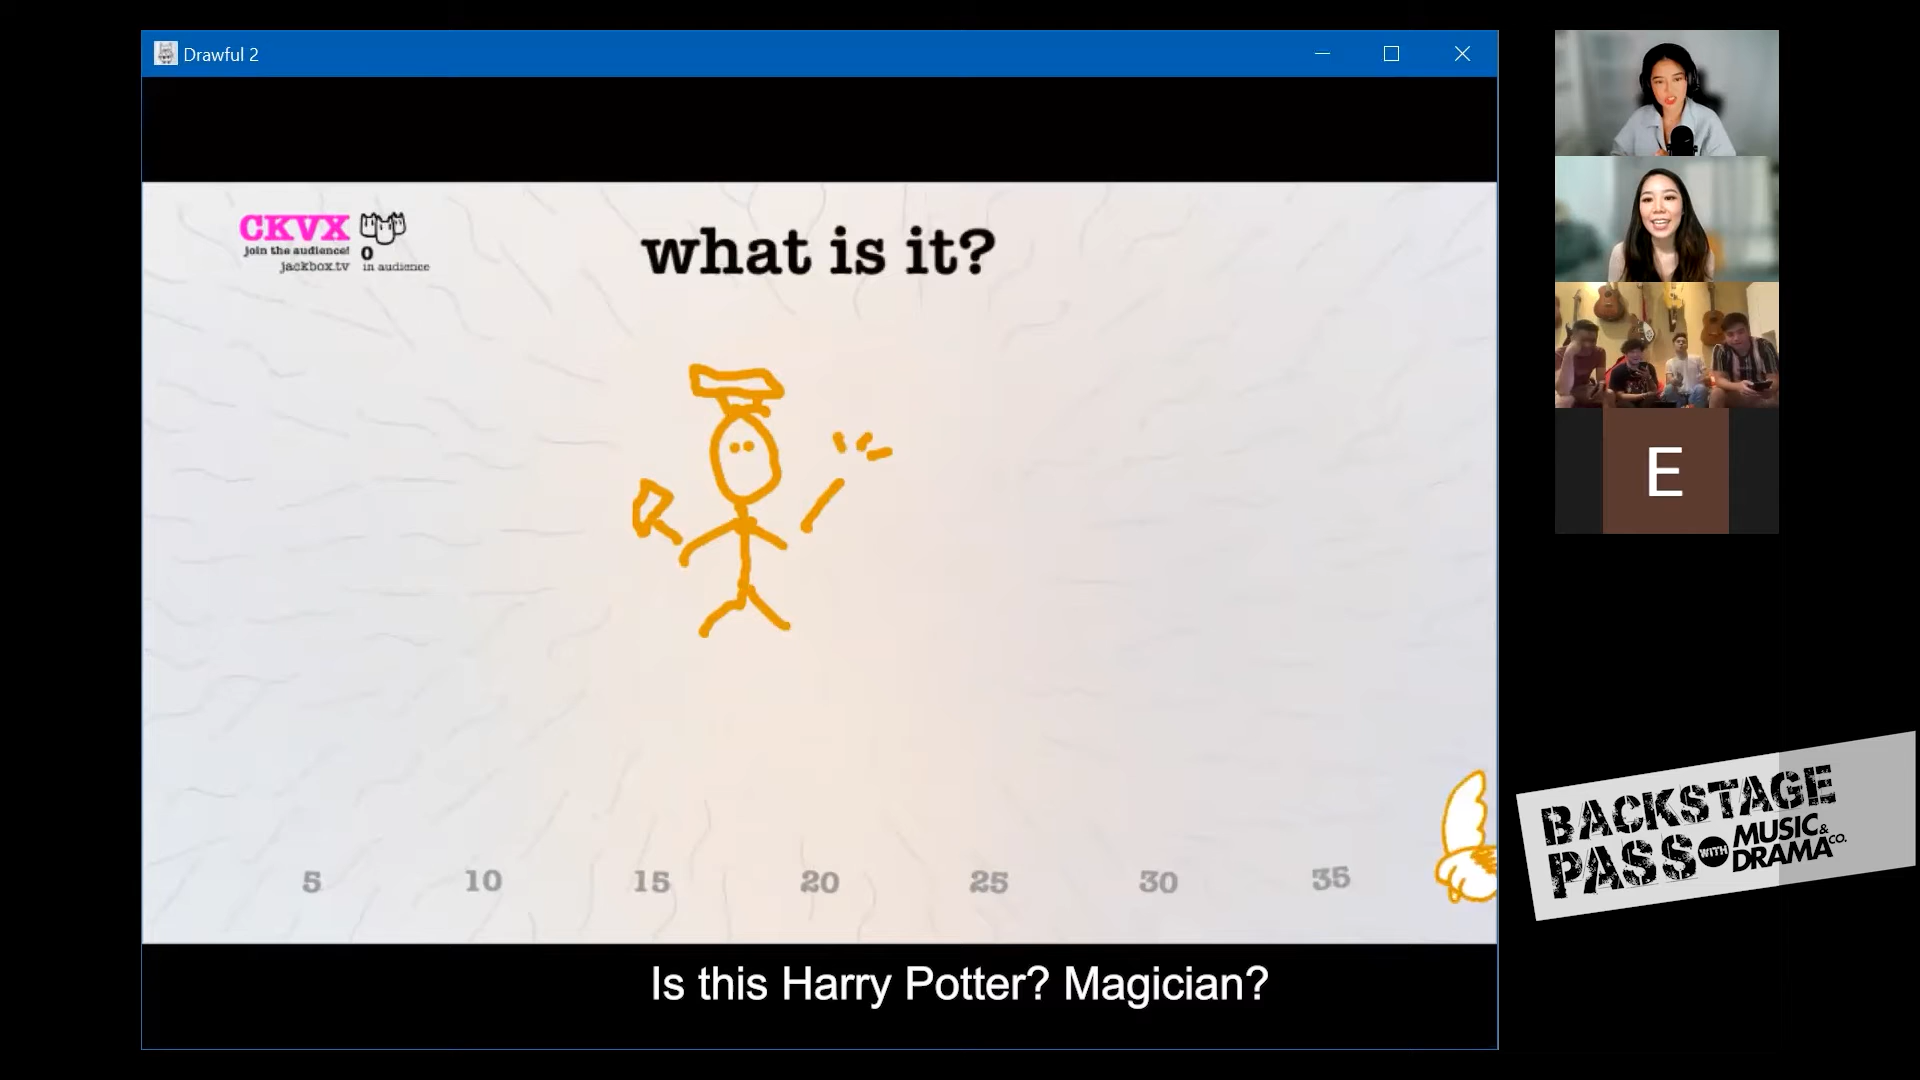 Drawful 2
CKVX
join the audience!
jackbox.tv
0
in audience
what is it?
E
BACKSTAGE
PASS WITH MUSIC & DRAMA CO.
5 10 15 20 25 30 35
Is this Harry Potter? Magician?